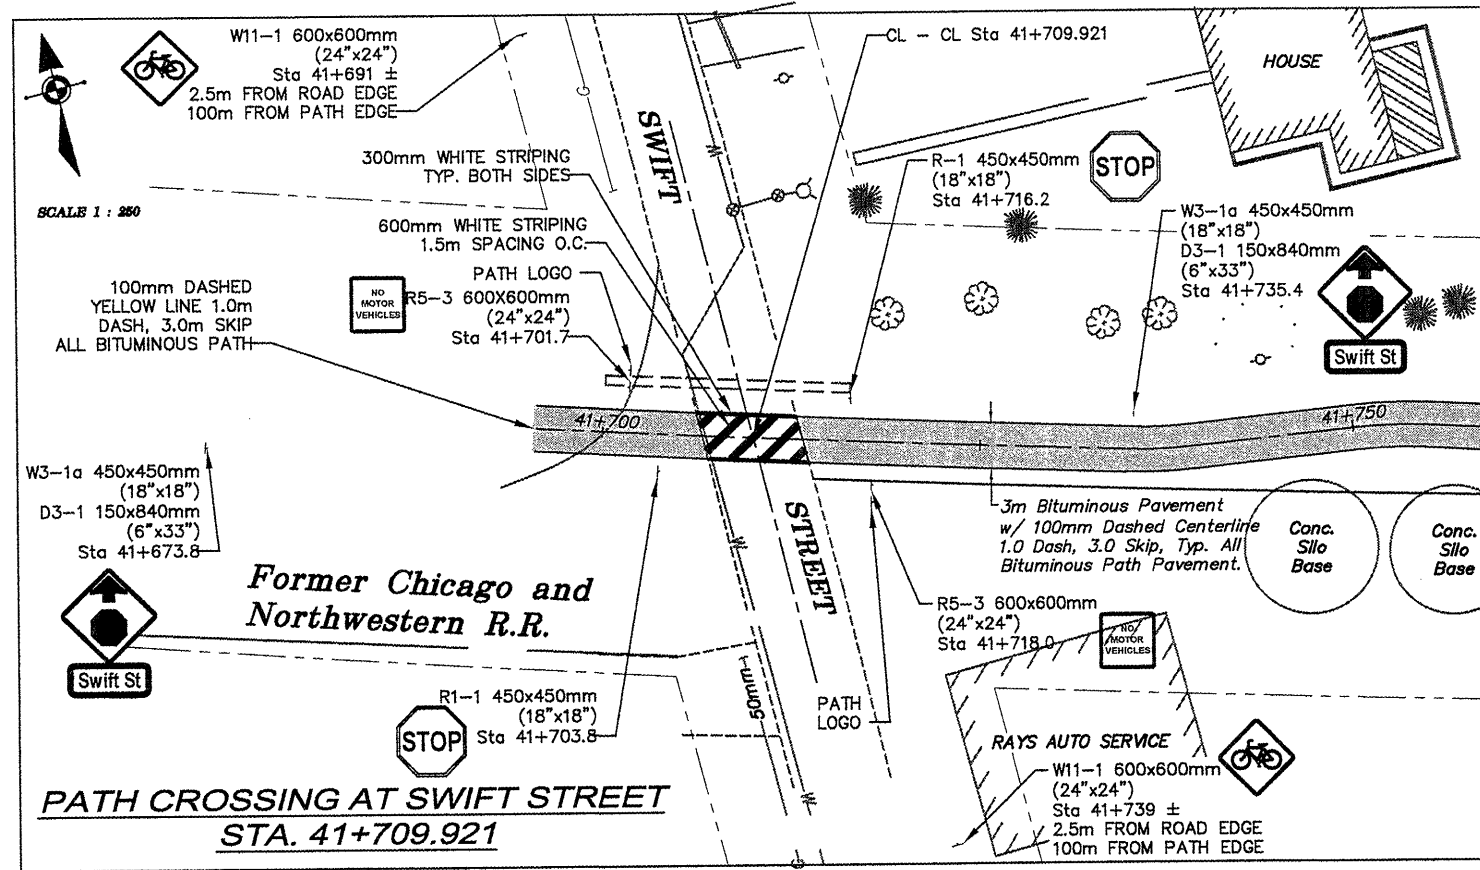 W11-1 600x600mm
(24"x24")
Sta 41+691 ±
2.5m FROM ROAD EDGE
100m FROM PATH EDGE
SCALE 1 : 250
300mm WHITE STRIPING
TYP. BOTH SIDES
600mm WHITE STRIPING
1.5m SPACING O.C.
PATH LOGO
NO
MOTOR
VEHICLES
R5-3 600X600mm
(24"x24")
Sta 41+701.7
100mm DASHED
YELLOW LINE 1.0m
DASH, 3.0m SKIP
ALL BITUMINOUS PATH
SWIFT
CL - CL Sta 41+709.921
HOUSE
R-1 450x450mm
(18"x18")
Sta 41+716.2
STOP
W3-1a 450x450mm
(18"x18")
D3-1 150x840mm
(6"x33")
Sta 41+735.4
Swift St
41+700
41+750
W3-1a 450x450mm
(18"x18")
D3-1 150x840mm
(6"x33")
Sta 41+673.8
Swift St
Former Chicago and
Northwestern R.R.
STREET
3m Bituminous Pavement
w/ 100mm Dashed Centerline
1.0 Dash, 3.0 Skip, Typ. All
Bituminous Path Pavement.
Conc.
Silo
Base
Conc.
Silo
Base
R5-3 600x600mm
(24"x24")
Sta 41+718.0
NO
MOTOR
VEHICLES
R1-1 450x450mm
(18"x18")
Sta 41+703.8
STOP
50mm
PATH
LOGO
RAYS AUTO SERVICE
W11-1 600x600mm
(24"x24")
Sta 41+739 ±
2.5m FROM ROAD EDGE
100m FROM PATH EDGE
PATH CROSSING AT SWIFT STREET
STA. 41+709.921